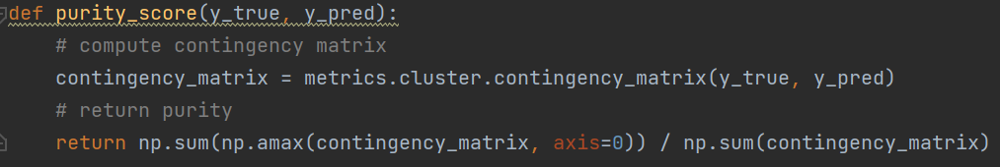 def purity_score(y_true, y_pred):
    # compute contingency matrix
    contingency_matrix = metrics.cluster.contingency_matrix(y_true, y_pred)
    # return purity
    return np.sum(np.amax(contingency_matrix, axis=0)) / np.sum(contingency_matrix)